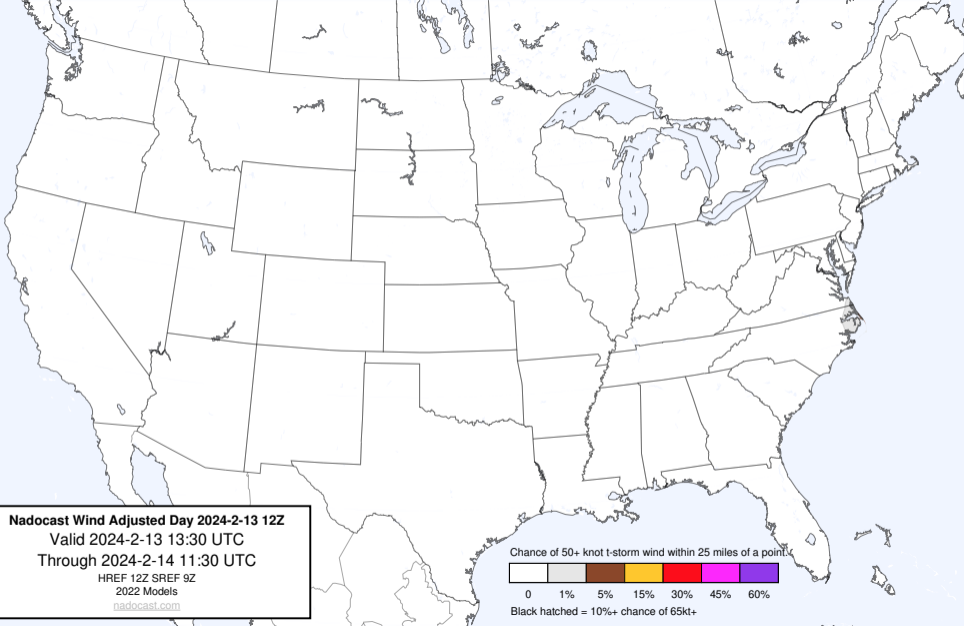 Nadocast Wind Adjusted Day 2024-2-13 12Z
Valid 2024-2-13 13:30 UTC
Through 2024-2-14 11:30 UTC
HREF 12Z SREF 9Z
2022 Models
nadocast.com
Chance of 50+ knot t-storm wind within 25 miles of a point.
0 1% 5% 15% 30% 45% 60%
Black hatched = 10%+ chance of 65kt+